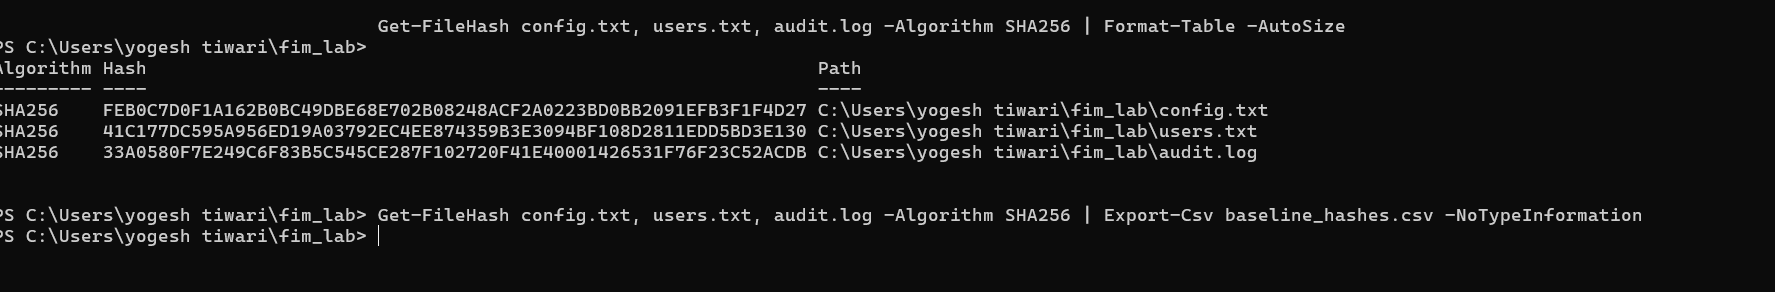 Get-FileHash config.txt, users.txt, audit.log -Algorithm SHA256 | Format-Table -AutoSize
PS C:\Users\yogesh tiwari\fim_lab>
Algorithm Hash Path
--------- ---- ----
SHA256 FEB0C7D0F1A162B0BC49DBE68E702B08248ACF2A0223BD0BB2091EFB3F1F4D27 C:\Users\yogesh tiwari\fim_lab\config.txt
SHA256 41C177DC595A956ED19A03792EC4EE874359B3E3094BF108D2811EDD5BD3E130 C:\Users\yogesh tiwari\fim_lab\users.txt
SHA256 33A0580F7E249C6F83B5C545CE287F102720F41E40001426531F76F23C52ACDB C:\Users\yogesh tiwari\fim_lab\audit.log
PS C:\Users\yogesh tiwari\fim_lab> Get-FileHash config.txt, users.txt, audit.log -Algorithm SHA256 | Export-Csv baseline_hashes.csv -NoTypeInformation
PS C:\Users\yogesh tiwari\fim_lab>